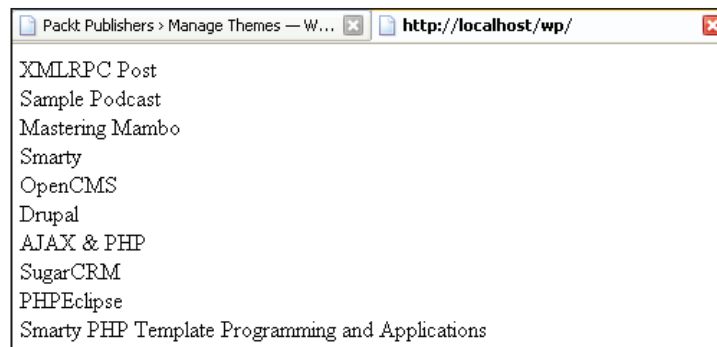 Packt Publishers › Manage Themes — W...
http://localhost/wp/
XMLRPC Post
Sample Podcast
Mastering Mambo
Smarty
OpenCMS
Drupal
AJAX & PHP
SugarCRM
PHPEclipse
Smarty PHP Template Programming and Applications